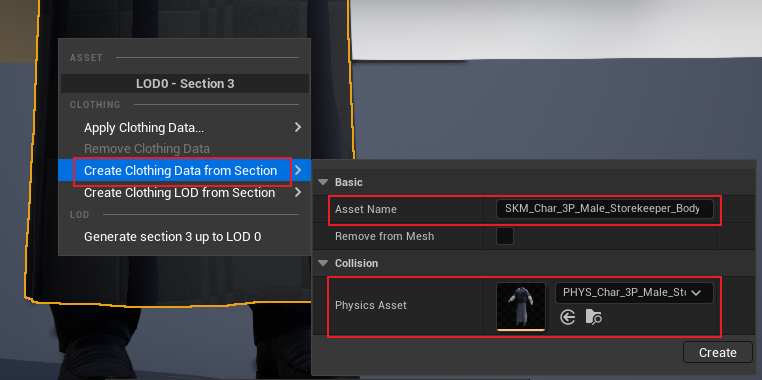 ASSET
LOD0 - Section 3
CLOTHING
Apply Clothing Data...
Remove Clothing Data
Create Clothing Data from Section
Create Clothing LOD from Section
LOD
Generate section 3 up to LOD 0
Basic
Asset Name SKM_Char_3P_Male_Storekeeper_Body
Remove from Mesh
Collision
Physics Asset PHYS_Char_3P_Male_Sto
Create